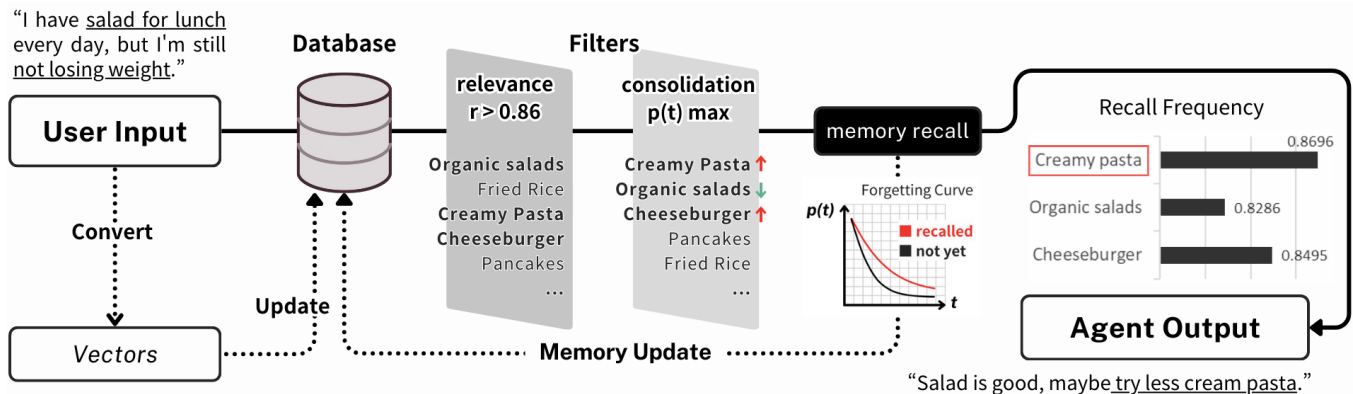 “I have salad for lunch
every day, but I'm still
not losing weight.”
User Input
Convert
Vectors
Database
Update
Filters
relevance
r > 0.86
Organic salads
Fried Rice
Creamy Pasta
Cheeseburger
Pancakes
...
consolidation
p(t) max
Creamy Pasta ↑
Organic salads ↓
Cheeseburger ↑
Pancakes
Fried Rice
...
memory recall
Forgetting Curve
p(t)
recalled
not yet
t
Memory Update
Recall Frequency
Creamy pasta 0.8696
Organic salads 0.8286
Cheeseburger 0.8495
Agent Output
“Salad is good, maybe try less cream pasta.”